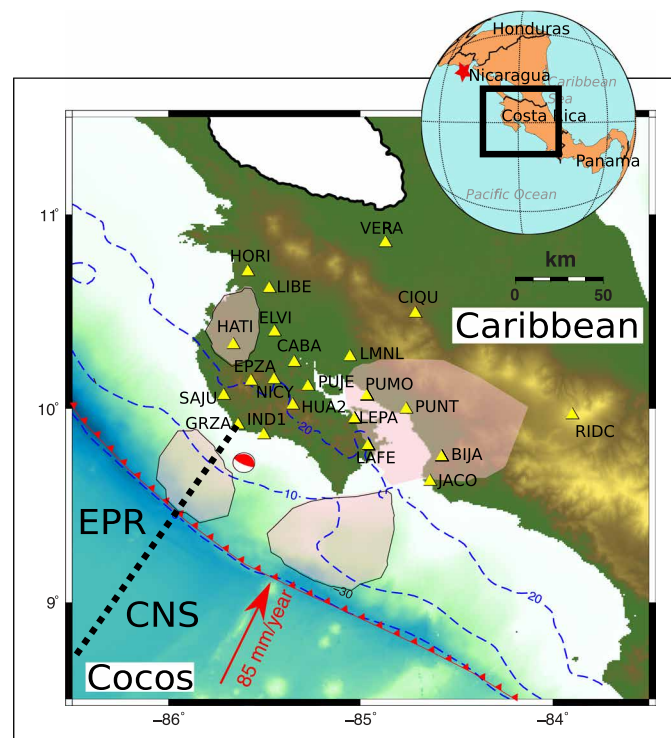 Honduras
Nicaragua
Caribbean
Sea
Costa Rica
Panama
Pacific Ocean
11°
VERA
HORI
LIBE
km
0
50
CIQU
Caribbean
HATI
ELVI
CABA
LMNL
EPZA
NICY
PUJE
PUMO
SAJU
HUA2
PUNT
10°
GRZA
IND1
20
LEPA
RIDC
LAFE
BIJA
JACO
10
EPR
CNS
30
20
9°
85 mm/year
Cocos
−86°
−85°
−84°